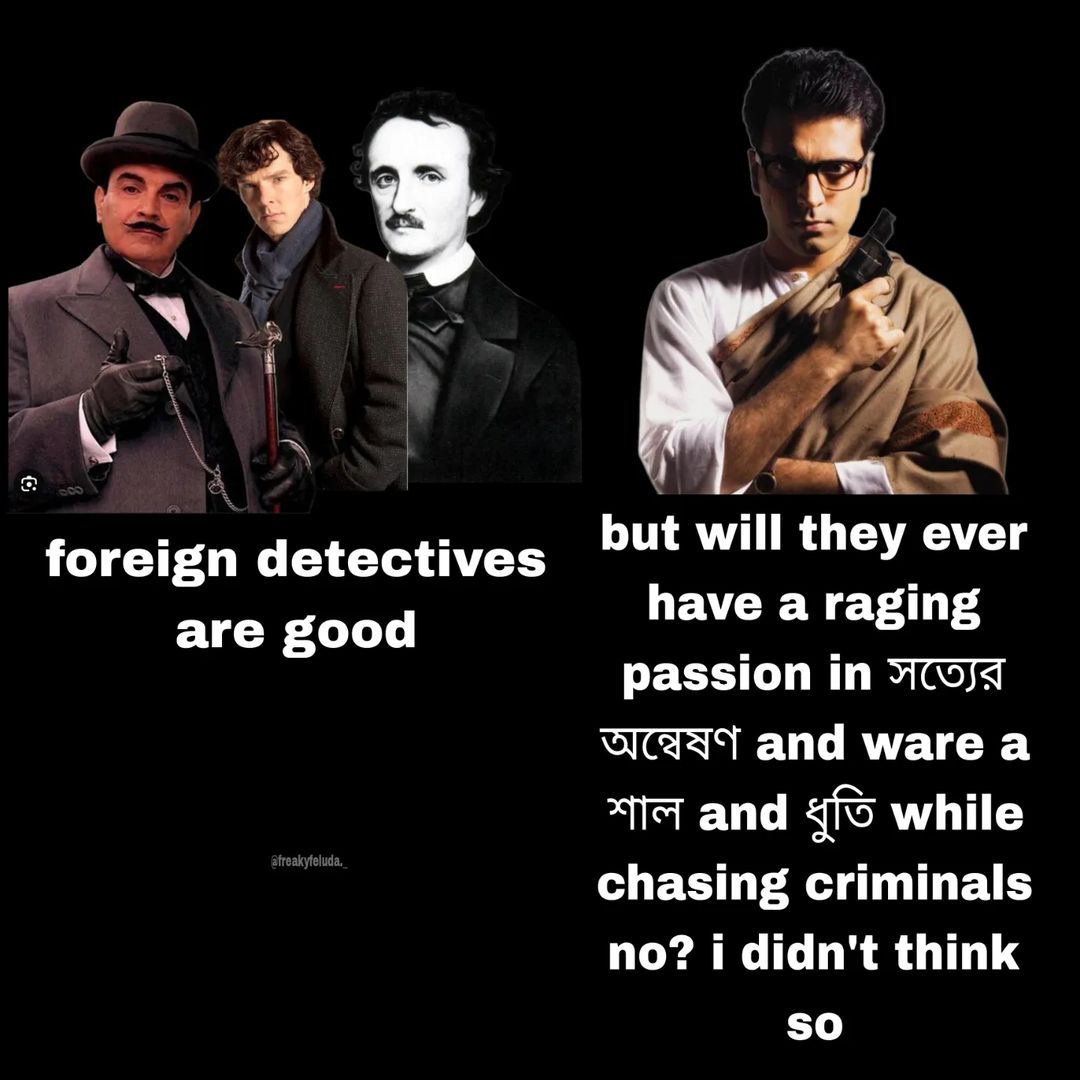 foreign detectives
are good
but will they ever
have a raging
passion in সত্যের
অন্বেষণ and ware a
শাল and ধুতি while
chasing criminals
no? i didn't think
so
@freakyfeluda._